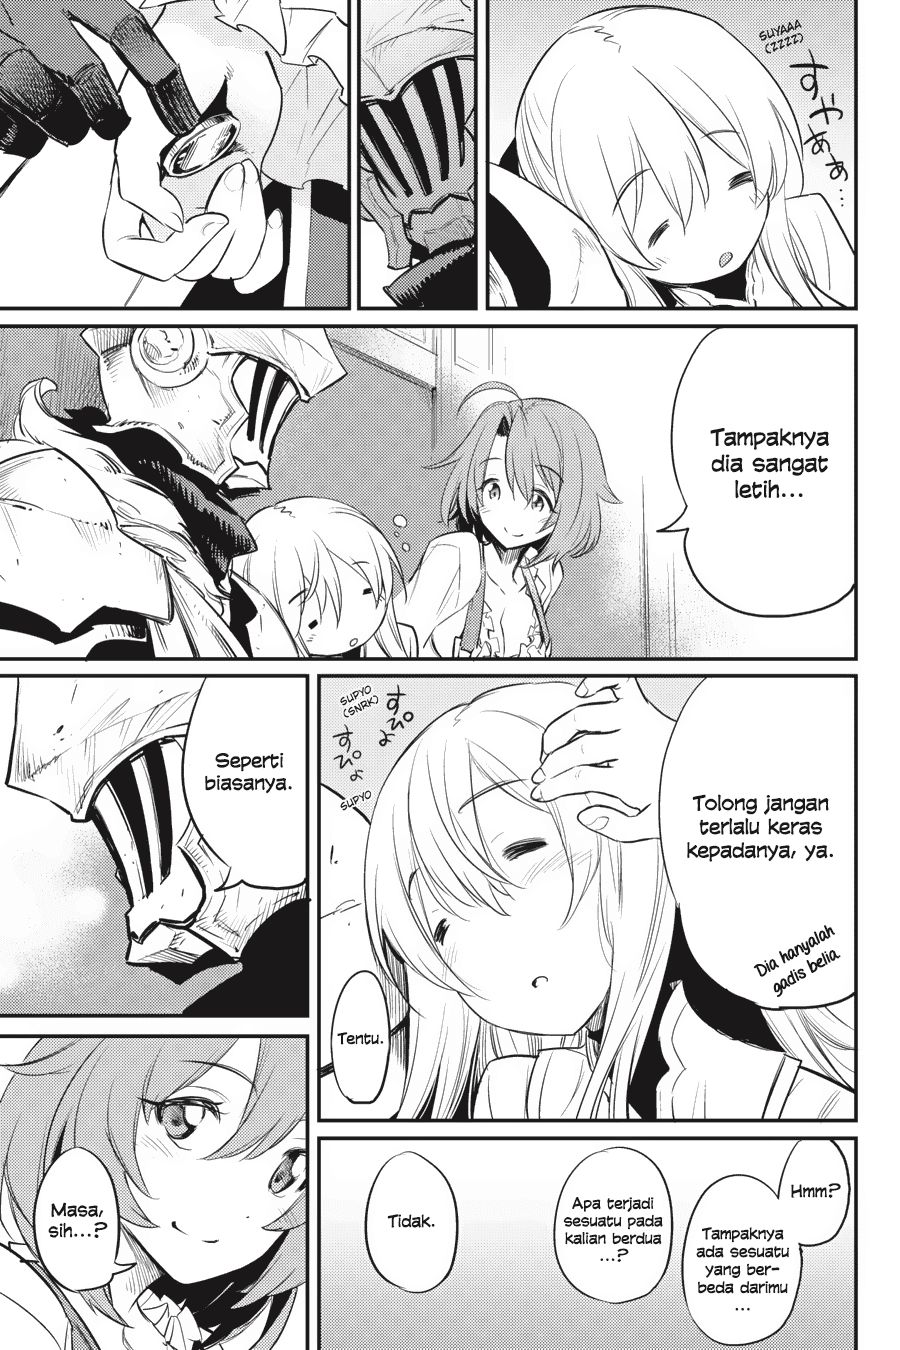 SUYAAA
(ZZZZ)
すやあぁ…
Tampaknya
dia sangat
letih...
SUPYO
(SNRK)
すぴょ
すぴょ
SUPYO
Tolong jangan
terlalu keras
kepadanya, ya.
Dia hanyalah
gadis belia
Tentu.
Seperti
biasanya.
Hmm?
Tampaknya
ada sesuatu
yang ber-
beda darimu
...
Apa terjadi
sesuatu pada
kalian berdua
...?
Tidak.
Masa,
sih...?